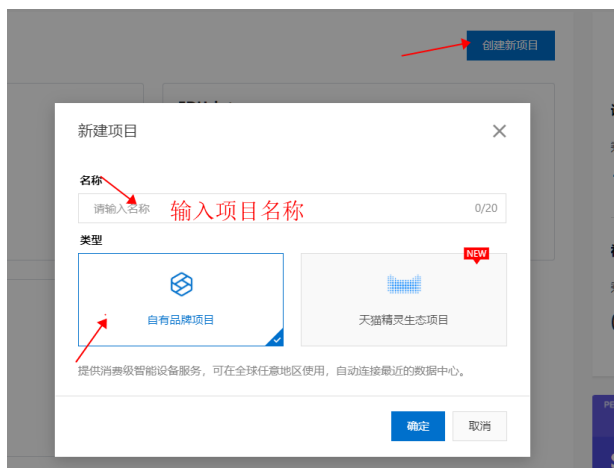 创建新项目
新建项目
名称
请输入名称 输入项目名称 0/20
类型
NEW
自有品牌项目 天猫精灵生态项目
提供消费级智能设备服务，可在全球任意地区使用，自动连接最近的数据中心。
确定 取消